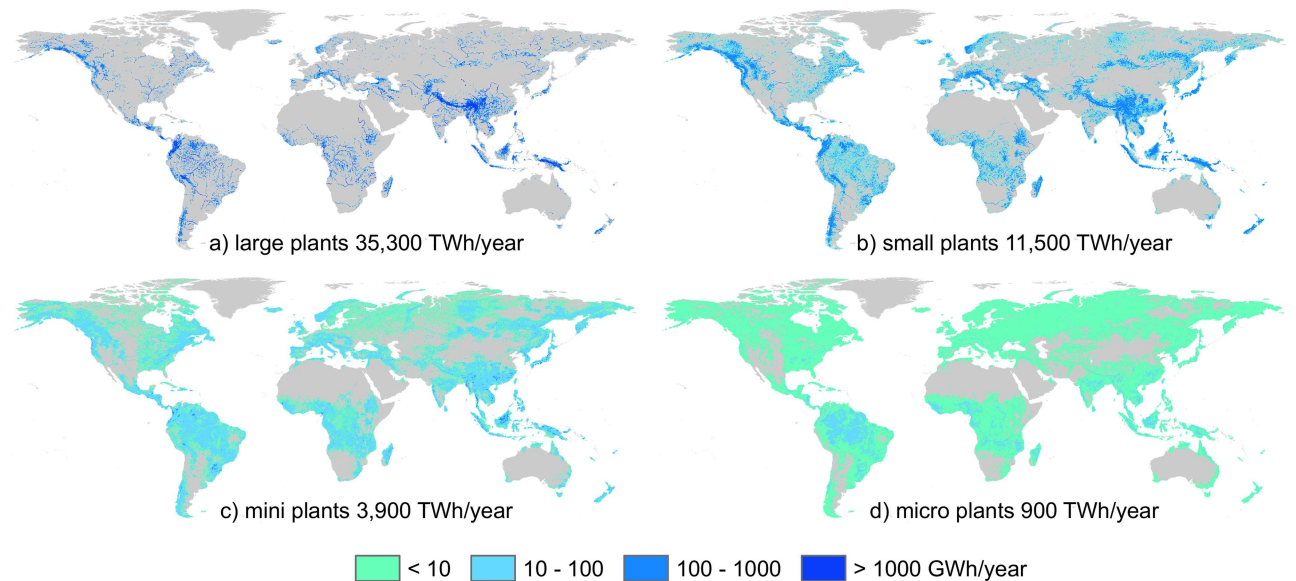 a) large plants 35,300 TWh/year
b) small plants 11,500 TWh/year
c) mini plants 3,900 TWh/year
d) micro plants 900 TWh/year
< 10
10 - 100
100 - 1000
> 1000 GWh/year